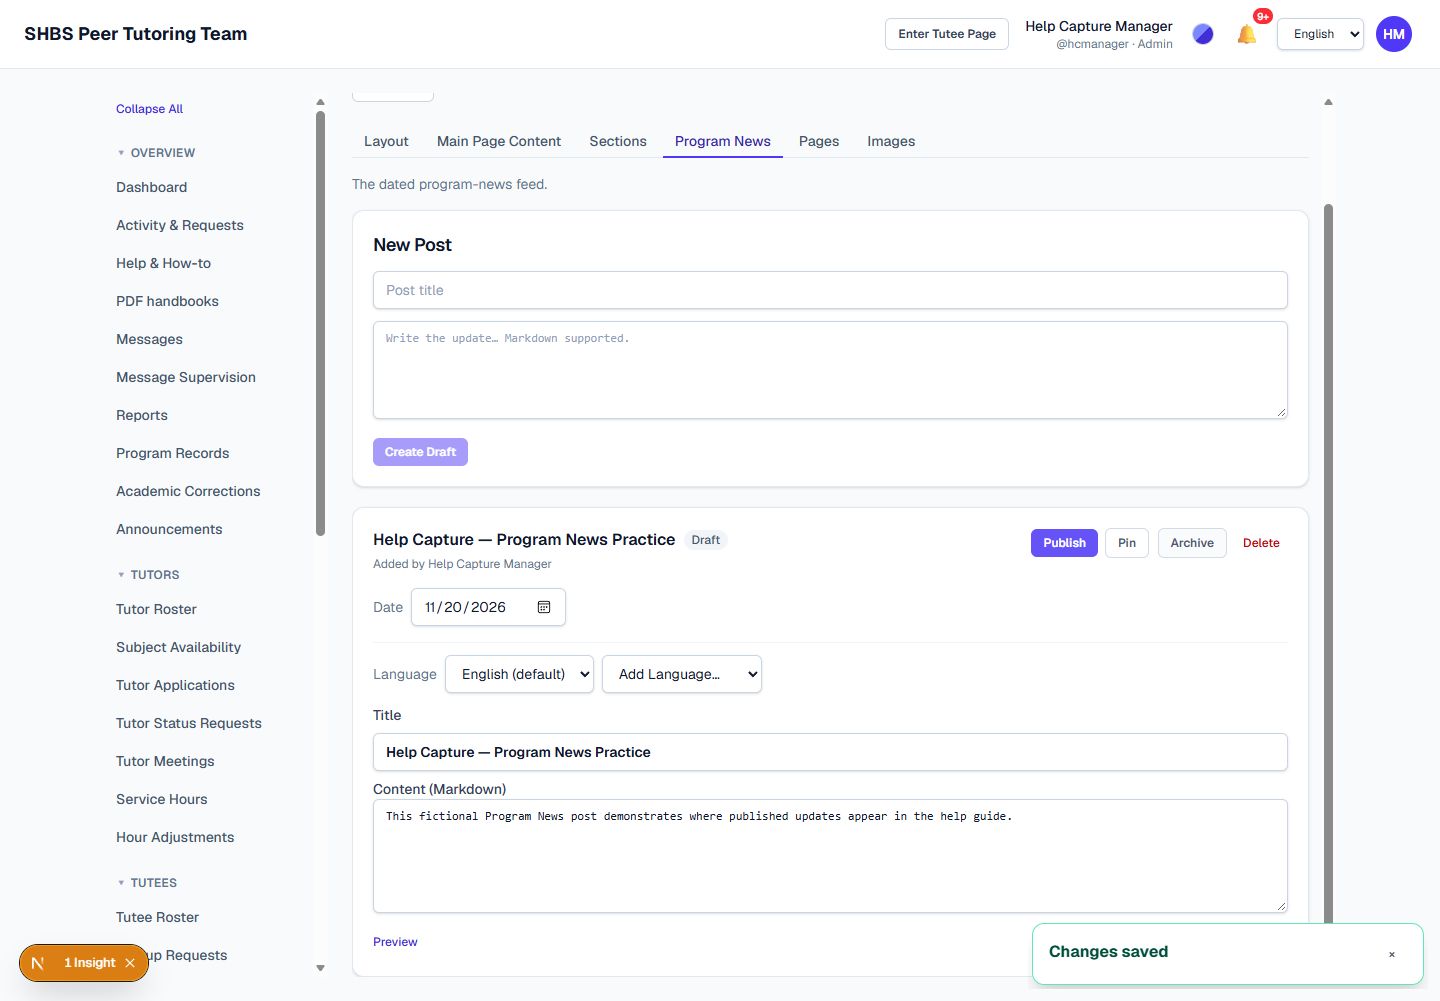 SHBS Peer Tutoring Team
Enter Tutee Page
Help Capture Manager
@hcmanager · Admin
9+
English
HM
Collapse All
OVERVIEW
Dashboard
Activity & Requests
Help & How-to
PDF handbooks
Messages
Message Supervision
Reports
Program Records
Academic Corrections
Announcements
TUTORS
Tutor Roster
Subject Availability
Tutor Applications
Tutor Status Requests
Tutor Meetings
Service Hours
Hour Adjustments
TUTEES
Tutee Roster
up Requests
1 Insight ×
Layout Main Page Content Sections Program News Pages Images
The dated program-news feed.
New Post
Post title
Write the update… Markdown supported.
Create Draft
Help Capture — Program News Practice Draft
Publish Pin Archive Delete
Added by Help Capture Manager
Date 11/20/2026
Language English (default) Add Language…
Title
Help Capture — Program News Practice
Content (Markdown)
This fictional Program News post demonstrates where published updates appear in the help guide.
Preview
Changes saved ×